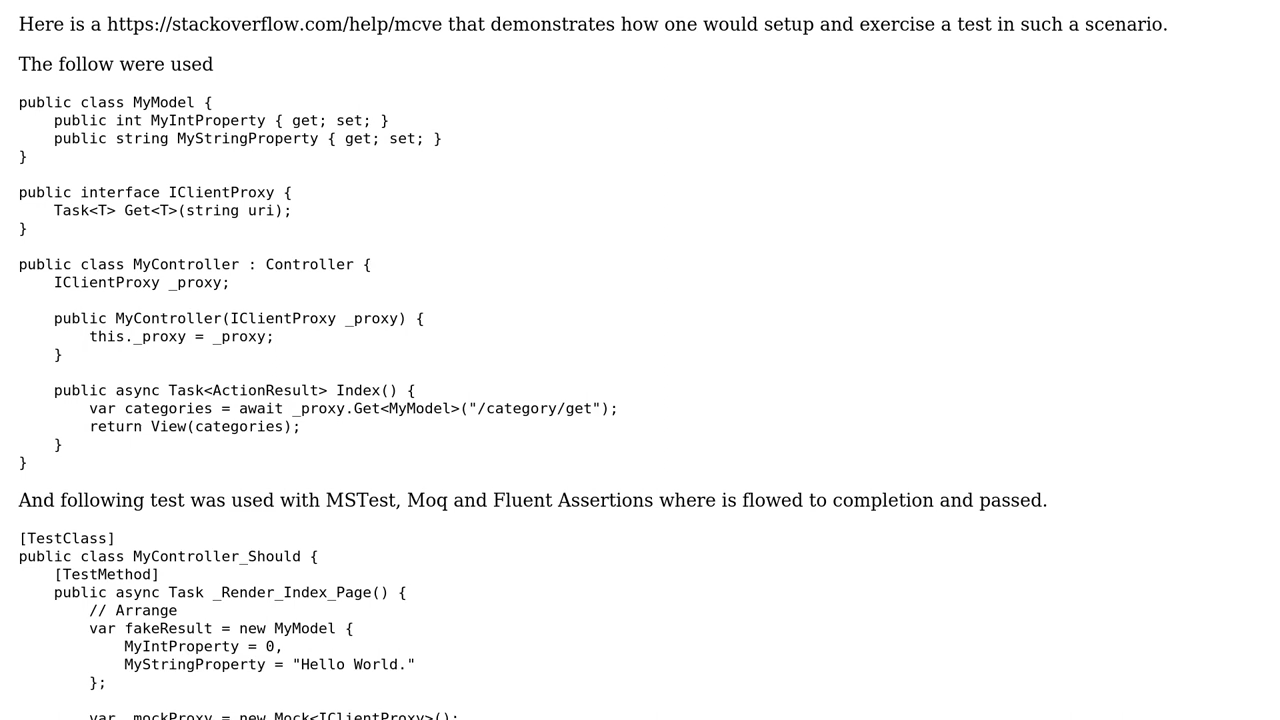 Here is a https://stackoverflow.com/help/mcve that demonstrates how one would setup and exercise a test in such a scenario.
The follow were used
public class MyModel {
    public int MyIntProperty { get; set; }
    public string MyStringProperty { get; set; }
}
public interface IClientProxy {
    Task<T> Get<T>(string uri);
}
public class MyController : Controller {
    IClientProxy _proxy;
    public MyController(IClientProxy _proxy) {
        this._proxy = _proxy;
    }
    public async Task<ActionResult> Index() {
        var categories = await _proxy.Get<MyModel>("/category/get");
        return View(categories);
    }
}
And following test was used with MSTest, Moq and Fluent Assertions where is flowed to completion and passed.
[TestClass]
public class MyController_Should {
    [TestMethod]
    public async Task _Render_Index_Page() {
        // Arrange
        var fakeResult = new MyModel {
            MyIntProperty = 0,
            MyStringProperty = "Hello World."
        };
        var _mockProxy = new Mock<IClientProxy>();